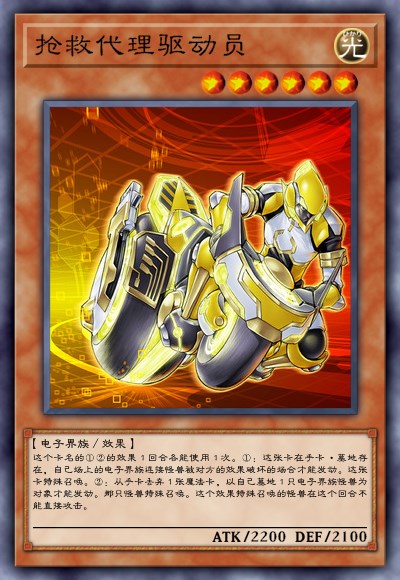 抢救代理驱动员
光
ひかり
【电子界族／效果】
这个卡名的①②的效果1回合各能使用1次。①：这张卡在手卡·墓地存
在，自己场上的电子界族连接怪兽被对方的效果破坏的场合才能发动。这张
卡特殊召唤。②：从手卡丢弃1张魔法卡，以自己墓地1只电子界族怪兽为
对象才能发动。那只怪兽特殊召唤。这个效果特殊召唤的怪兽在这个回合不
能直接攻击。
ATK/2200 DEF/2100